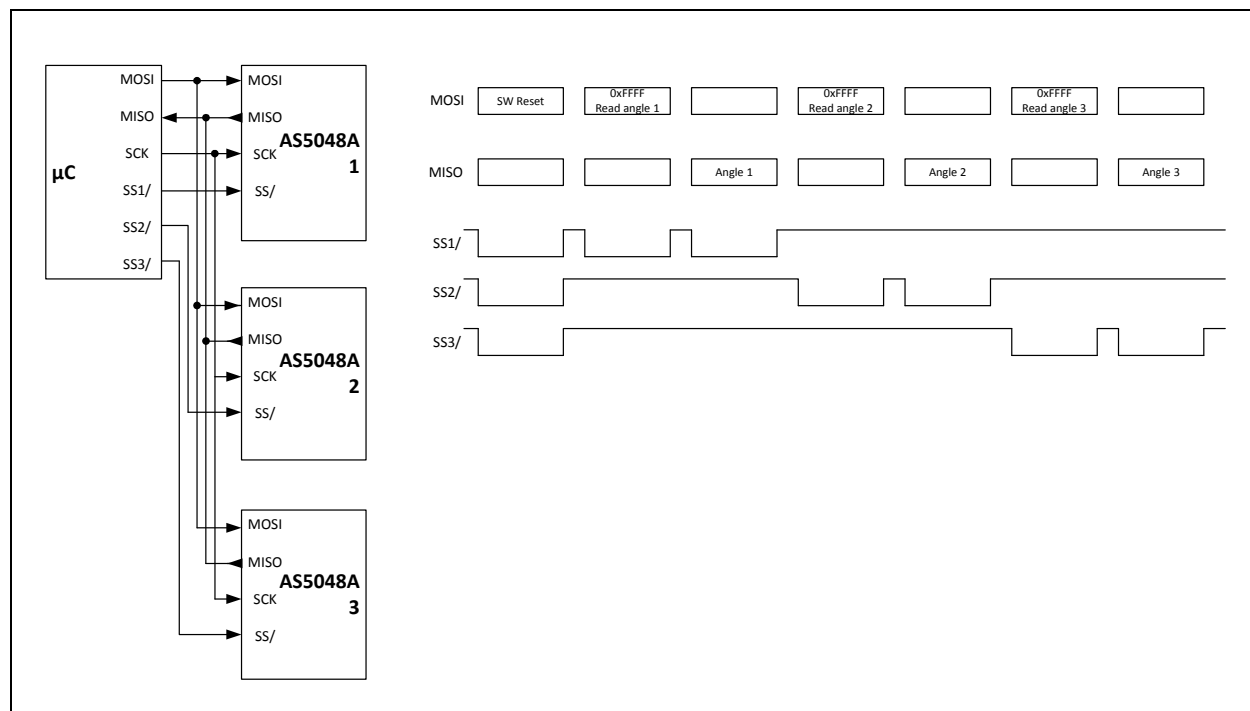 µC
MOSI
MISO
SCK
SS1/
SS2/
SS3/
MOSI
MISO
SCK
SS/
AS5048A
1
MOSI
MISO
SCK
SS/
AS5048A
2
MOSI
MISO
SCK
SS/
AS5048A
3
MOSI
SW Reset
0xFFFF
Read angle 1
0xFFFF
Read angle 2
0xFFFF
Read angle 3
MISO
Angle 1
Angle 2
Angle 3
SS1/
SS2/
SS3/